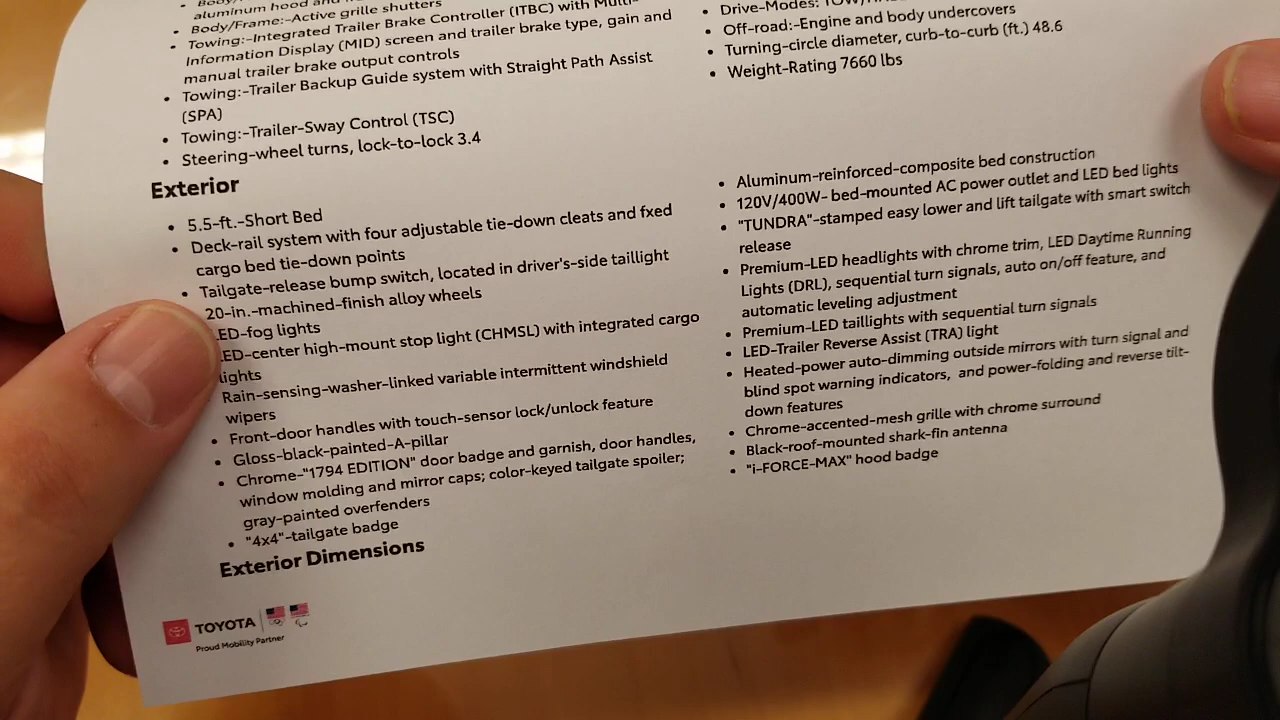 aluminum hood and
• Body/Frame:-Active grille shutters
• Towing:-Integrated Trailer Brake Controller (ITBC) with Multi-
Information Display (MID) screen and trailer brake type, gain and
manual trailer brake output controls
• Towing:-Trailer Backup Guide system with Straight Path Assist
(SPA)
• Towing:-Trailer-Sway Control (TSC)
• Steering-wheel turns, lock-to-lock 3.4
• Drive-Modes:
• Off-road:-Engine and body undercovers
• Turning-circle diameter, curb-to-curb (ft.) 48.6
• Weight-Rating 7660 lbs
Exterior
• 5.5-ft.-Short Bed
• Deck-rail system with four adjustable tie-down cleats and fxed
cargo bed tie-down points
• Tailgate-release bump switch, located in driver's-side taillight
20-in.-machined-finish alloy wheels
LED-fog lights
LED-center high-mount stop light (CHMSL) with integrated cargo
lights
Rain-sensing-washer-linked variable intermittent windshield
wipers
• Front-door handles with touch-sensor lock/unlock feature
• Gloss-black-painted-A-pillar
• Chrome-"1794 EDITION" door badge and garnish, door handles,
window molding and mirror caps; color-keyed tailgate spoiler;
gray-painted overfenders
• "4x4"-tailgate badge
• Aluminum-reinforced-composite bed construction
• 120V/400W- bed-mounted AC power outlet and LED bed lights
• "TUNDRA"-stamped easy lower and lift tailgate with smart switch
release
• Premium-LED headlights with chrome trim, LED Daytime Running
Lights (DRL), sequential turn signals, auto on/off feature, and
automatic leveling adjustment
• Premium-LED taillights with sequential turn signals
• LED-Trailer Reverse Assist (TRA) light
• Heated-power auto-dimming outside mirrors with turn signal and
blind spot warning indicators, and power-folding and reverse tilt-
down features
• Chrome-accented-mesh grille with chrome surround
• Black-roof-mounted shark-fin antenna
• "i-FORCE-MAX" hood badge
Exterior Dimensions
TOYOTA
Proud Mobility Partner